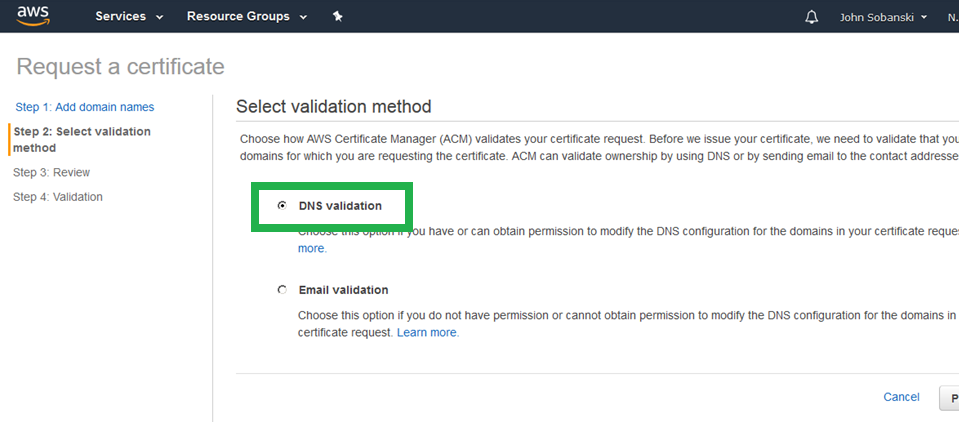 aws
Services
Resource Groups
John Sobanski
N.
Request a certificate
Step 1: Add domain names
Step 2: Select validation
method
Step 3: Review
Step 4: Validation
Select validation method
Choose how AWS Certificate Manager (ACM) validates your certificate request. Before we issue your certificate, we need to validate that you
domains for which you are requesting the certificate. ACM can validate ownership by using DNS or by sending email to the contact addresse
DNS validation
Choose this option if you have or can obtain permission to modify the DNS configuration for the domains in your certificate reque
more.
Email validation
Choose this option if you do not have permission or cannot obtain permission to modify the DNS configuration for the domains in
certificate request. Learn more.
Cancel
P